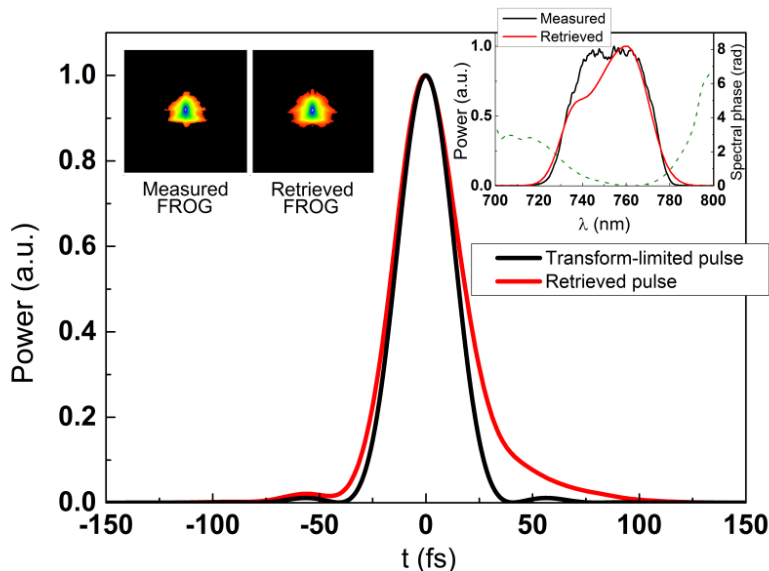 Power (a.u.)
1.0
0.8
0.6
0.4
0.2
0.0
-150
-100
-50
0
50
100
150
t (fs)
Measured
FROG
Retrieved
FROG
Measured
Retrieved
Power (a.u.)
1.0
0.5
0.0
700
720
740
760
780
800
λ (nm)
8
6
4
2
0
Spectral phase (rad)
Transform-limited pulse
Retrieved pulse